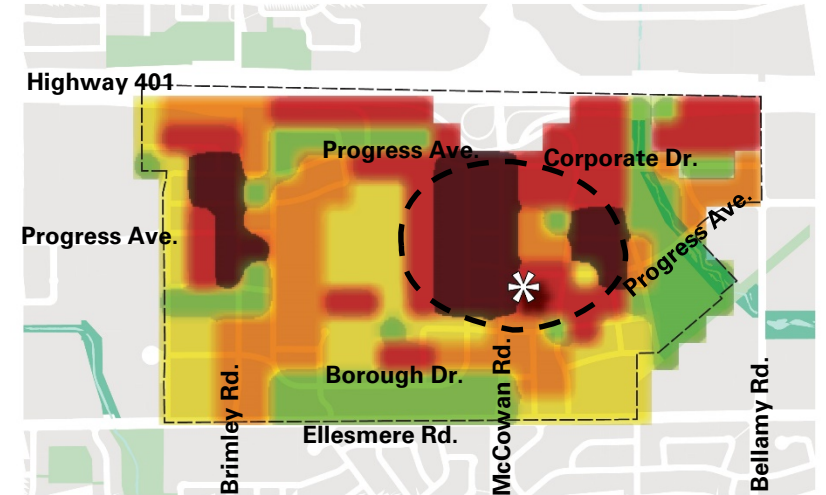 Highway 401
Progress Ave.
Corporate Dr.
Progress Ave.
Progress Ave.
Borough Dr.
Ellesmere Rd.
Brimley Rd.
McCowan Rd.
Bellamy Rd.